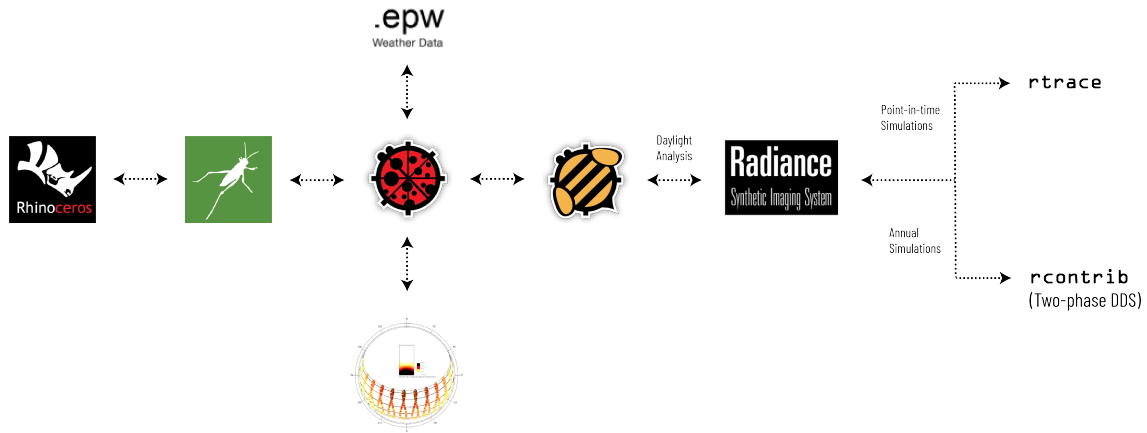 .epw
Weather Data
Rhinoceros
Daylight
Analysis
Radiance
Synthetic Imaging System
Point-in-time
Simulations
Annual
Simulations
rtrace
rcontrib
(Two-phase DDS)